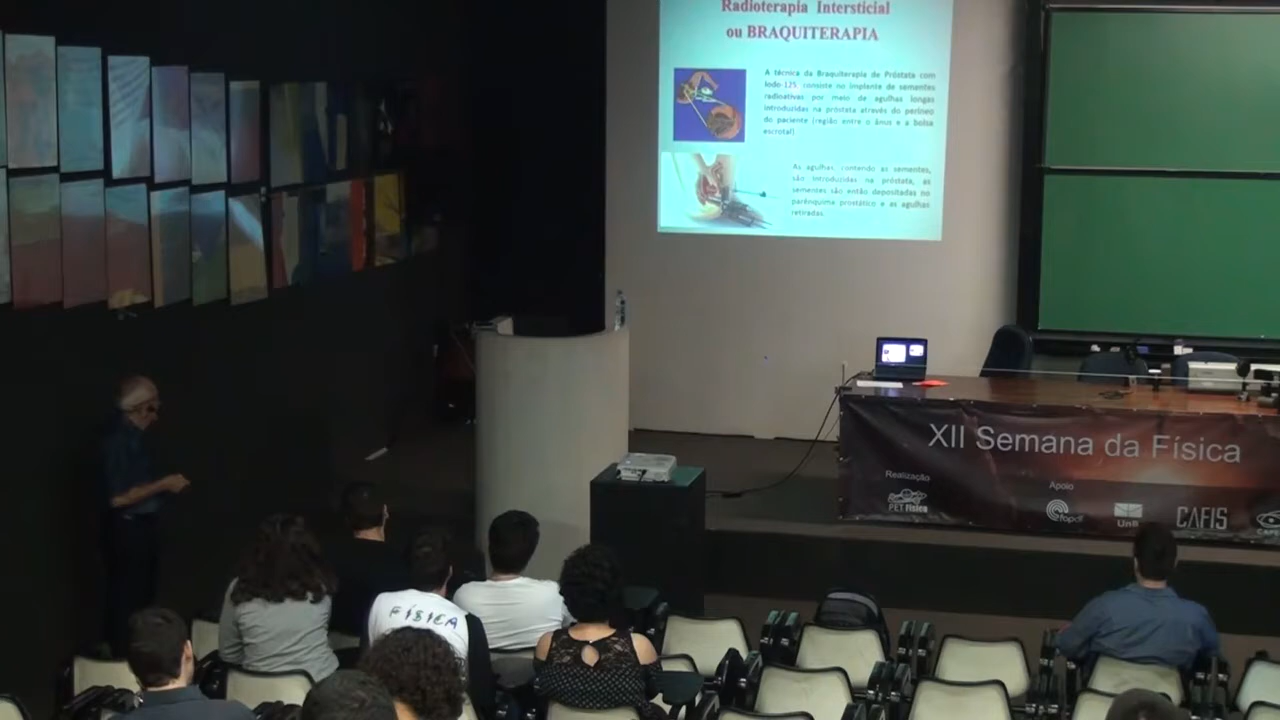 Radioterapia Intersticial
ou BRAQUITERAPIA
A técnica da Braquiterapia de Próstata com
Iodo-125 consiste no implante de sementes
radioativas por meio de agulhas longas
introduzidas na próstata através do períneo
do paciente (região entre o ânus e a bolsa
escrotal)
As agulhas, contendo as sementes,
são introduzidas na próstata, as
sementes são então depositadas no
parênquima prostático e as agulhas
retiradas.
XII Semana da Física
Realização
Apoio
PET Física
fapdf
UnB
CAFIS
FÍSICA